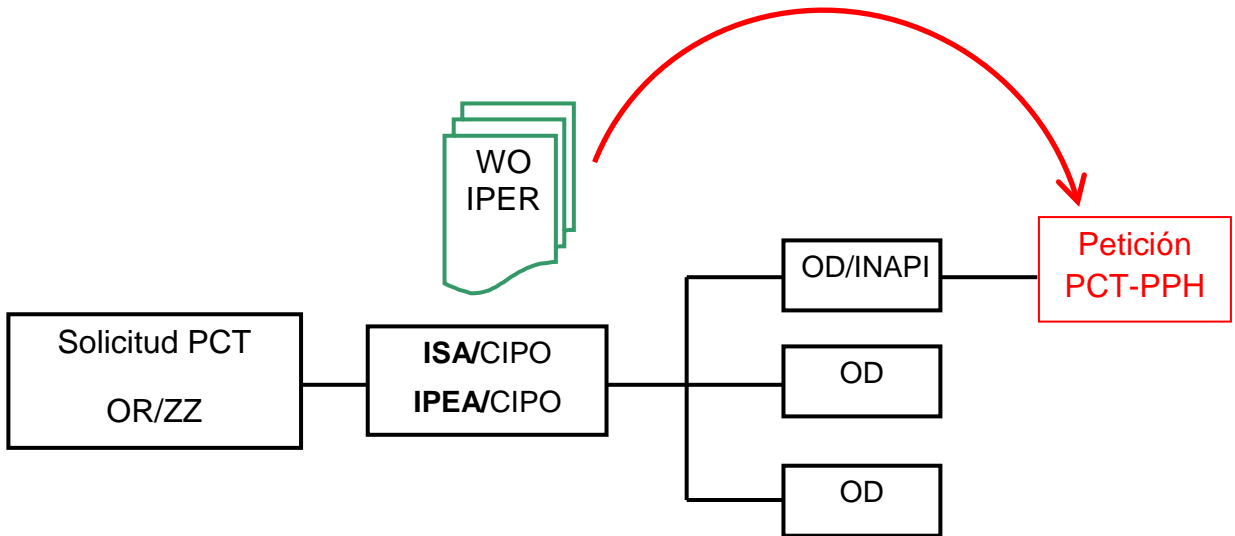 WO
IPER
OD/INAPI
Petición
PCT-PPH
Solicitud PCT
OR/ZZ
ISA/CIPO
IPEA/CIPO
OD
OD